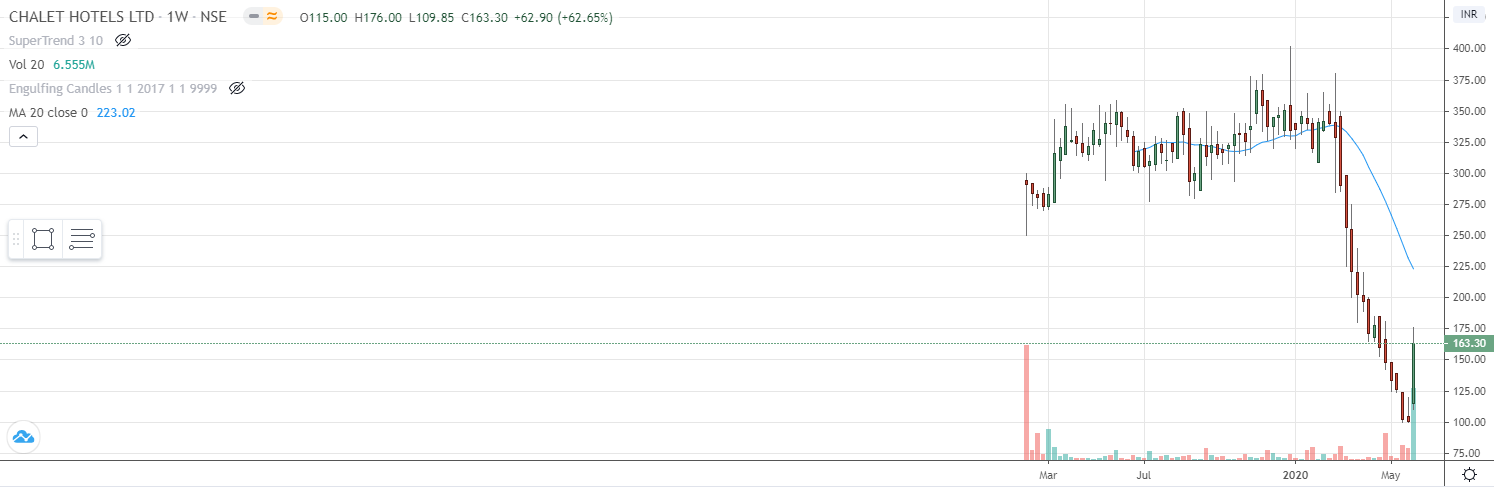 CHALET HOTELS LTD · 1W · NSE O115.00 H176.00 L109.85 C163.30 +62.90 (+62.65%) INR
SuperTrend 3 10
Vol 20 6.555M
Engulfing Candles 1 1 2017 1 1 9999
MA 20 close 0 223.02
400.00
375.00
350.00
325.00
300.00
275.00
250.00
225.00
200.00
175.00
163.30
150.00
125.00
100.00
75.00
Mar Jul 2020 May